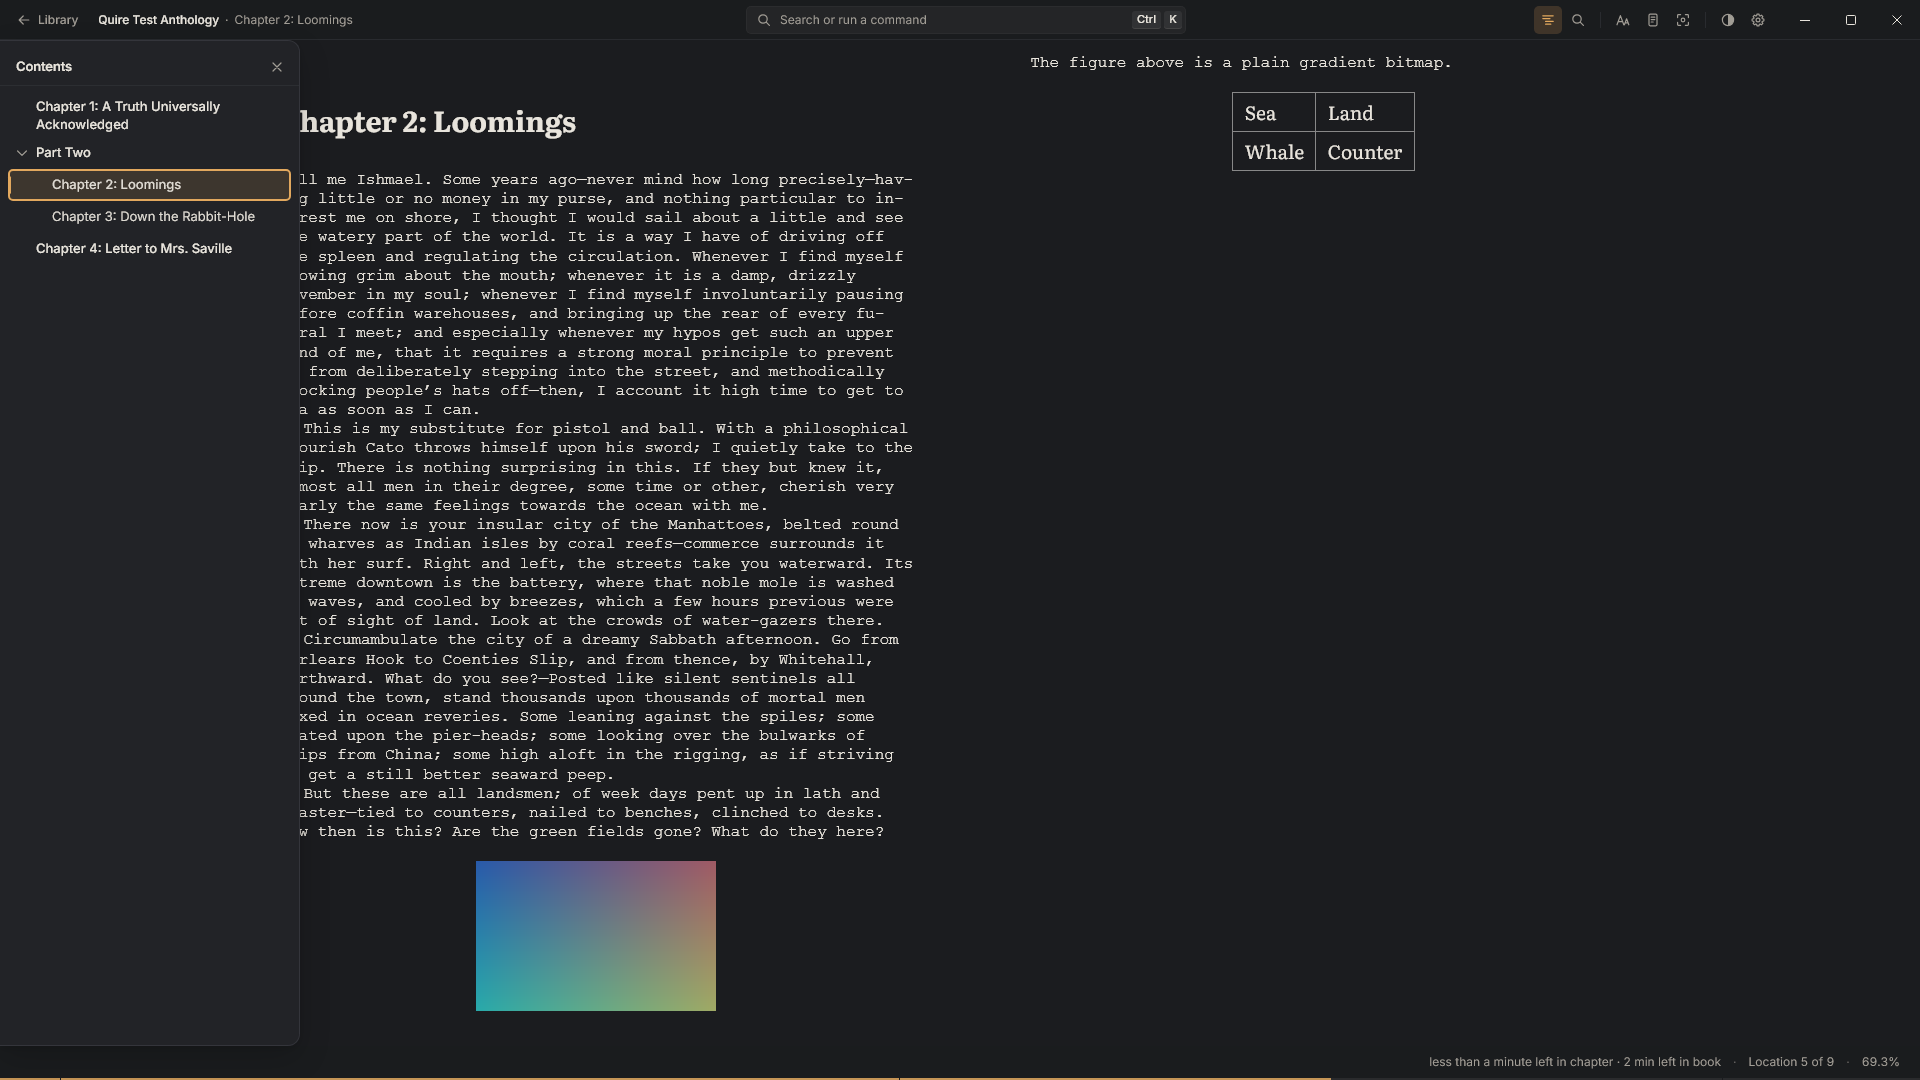 Library
Quire Test Anthology · Chapter 2: Loomings
Search or run a command
Ctrl K
Contents
Chapter 1: A Truth Universally
Acknowledged
Part Two
Chapter 2: Loomings
Chapter 3: Down the Rabbit-Hole
Chapter 4: Letter to Mrs. Saville
hapter 2: Loomings
ll me Ishmael. Some years ago—never mind how long precisely—hav-
g little or no money in my purse, and nothing particular to in-
rest me on shore, I thought I would sail about a little and see
e watery part of the world. It is a way I have of driving off
e spleen and regulating the circulation. Whenever I find myself
owing grim about the mouth; whenever it is a damp, drizzly
vember in my soul; whenever I find myself involuntarily pausing
fore coffin warehouses, and bringing up the rear of every fu-
ral I meet; and especially whenever my hypos get such an upper
nd of me, that it requires a strong moral principle to prevent
from deliberately stepping into the street, and methodically
ocking people’s hats off—then, I account it high time to get to
a as soon as I can.
This is my substitute for pistol and ball. With a philosophical
ourish Cato throws himself upon his sword; I quietly take to the
ip. There is nothing surprising in this. If they but knew it,
most all men in their degree, some time or other, cherish very
arly the same feelings towards the ocean with me.
There now is your insular city of the Manhattoes, belted round
wharves as Indian isles by coral reefs—commerce surrounds it
th her surf. Right and left, the streets take you waterward. Its
treme downtown is the battery, where that noble mole is washed
waves, and cooled by breezes, which a few hours previous were
t of sight of land. Look at the crowds of water-gazers there.
Circumambulate the city of a dreamy Sabbath afternoon. Go from
rlears Hook to Coenties Slip, and from thence, by Whitehall,
rthward. What do you see?—Posted like silent sentinels all
ound the town, stand thousands upon thousands of mortal men
xed in ocean reveries. Some leaning against the spiles; some
ated upon the pier-heads; some looking over the bulwarks of
ips from China; some high aloft in the rigging, as if striving
get a still better seaward peep.
But these are all landsmen; of week days pent up in lath and
aster—tied to counters, nailed to benches, clinched to desks.
w then is this? Are the green fields gone? What do they here?
The figure above is a plain gradient bitmap.
Sea Land
Whale Counter
less than a minute left in chapter · 2 min left in book · Location 5 of 9 · 69.3%